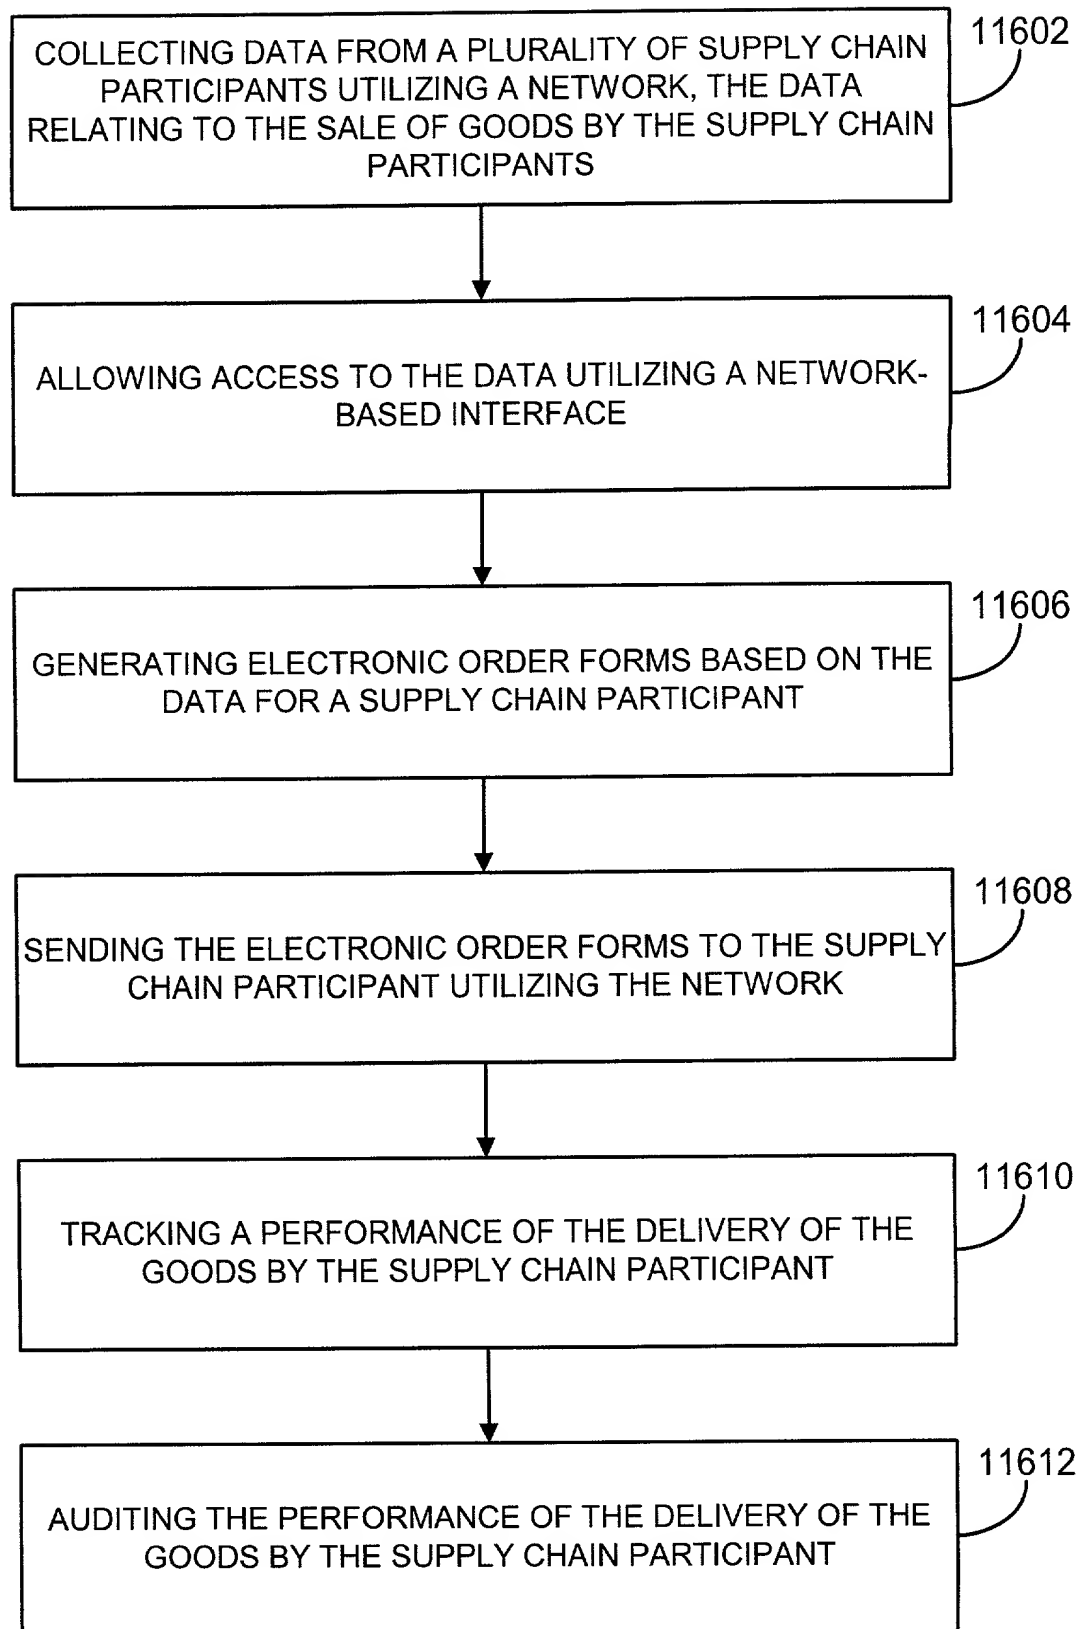 COLLECTING DATA FROM A PLURALITY OF SUPPLY CHAIN
PARTICIPANTS UTILIZING A NETWORK, THE DATA
RELATING TO THE SALE OF GOODS BY THE SUPPLY CHAIN
PARTICIPANTS
11602
ALLOWING ACCESS TO THE DATA UTILIZING A NETWORK-
BASED INTERFACE
11604
GENERATING ELECTRONIC ORDER FORMS BASED ON THE
DATA FOR A SUPPLY CHAIN PARTICIPANT
11606
SENDING THE ELECTRONIC ORDER FORMS TO THE SUPPLY
CHAIN PARTICIPANT UTILIZING THE NETWORK
11608
TRACKING A PERFORMANCE OF THE DELIVERY OF THE
GOODS BY THE SUPPLY CHAIN PARTICIPANT
11610
AUDITING THE PERFORMANCE OF THE DELIVERY OF THE
GOODS BY THE SUPPLY CHAIN PARTICIPANT
11612